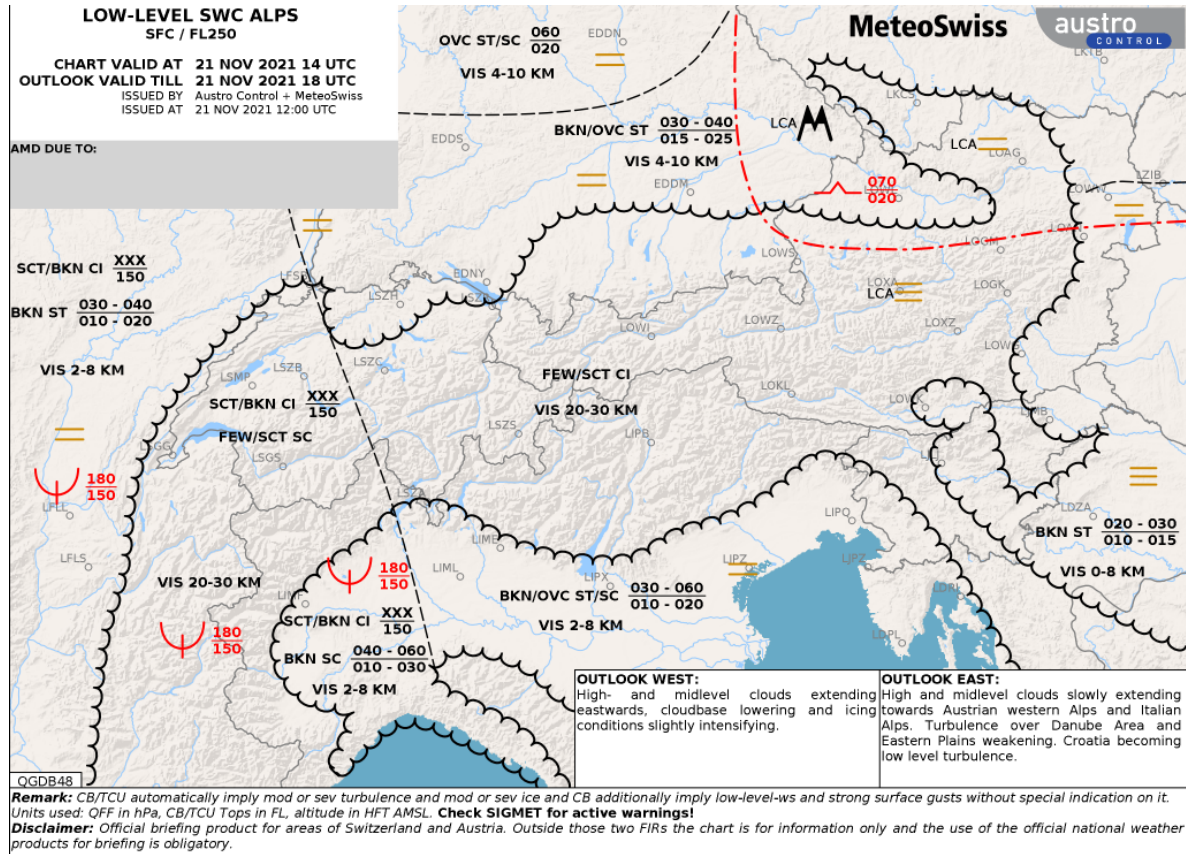 LOW-LEVEL SWC ALPS
SFC / FL250
CHART VALID AT 21 NOV 2021 14 UTC
OUTLOOK VALID TILL 21 NOV 2021 18 UTC
ISSUED BY Austro Control + MeteoSwiss
ISSUED AT 21 NOV 2021 12:00 UTC
AMD DUE TO:
MeteoSwiss
austro
CONTROL
OVC ST/SC 060
020
VIS 4-10 KM
EDDN
LKTB
LKCS
EDDS
BKN/OVC ST 030 - 040
015 - 025
VIS 4-10 KM
LCA
LCA
LOAG
EDDM
070
020
LOWW
LZIB
SCT/BKN CI XXX
150
BKN ST 030 - 040
010 - 020
VIS 2-8 KM
EDNY
LSZH
LOWS
LOXA
LCA
LOGK
LOWI
LOWZ
LOXZ
LSZC
LSMP
LSZB
SCT/BKN CI XXX
150
FEW/SCT SC
FEW/SCT CI
VIS 20-30 KM
LOKL
LSGG
LSGS
LSZS
LIPB
180
150
LFLL
LFLS
LDZA
BKN ST 020 - 030
010 - 015
VIS 0-8 KM
LIME
LIPQ
LIML
LIPX
LIPZ
LJPZ
VIS 20-30 KM
180
150
LIMF
BKN/OVC ST/SC 030 - 060
010 - 020
VIS 2-8 KM
SCT/BKN CI XXX
150
180
150
BKN SC 040 - 060
010 - 030
VIS 2-8 KM
LDRI
LDPL
OUTLOOK WEST:
High- and midlevel clouds extending
eastwards, cloudbase lowering and icing
conditions slightly intensifying.
OUTLOOK EAST:
High and midlevel clouds slowly extending
towards Austrian western Alps and Italian
Alps. Turbulence over Danube Area and
Eastern Plains weakening. Croatia becoming
low level turbulence.
QGDB48
Remark: CB/TCU automatically imply mod or sev turbulence and mod or sev ice and CB additionally imply low-level-ws and strong surface gusts without special indication on it.
Units used: QFF in hPa, CB/TCU Tops in FL, altitude in HFT AMSL. Check SIGMET for active warnings!
Disclaimer: Official briefing product for areas of Switzerland and Austria. Outside those two FIRs the chart is for information only and the use of the official national weather
products for briefing is obligatory.